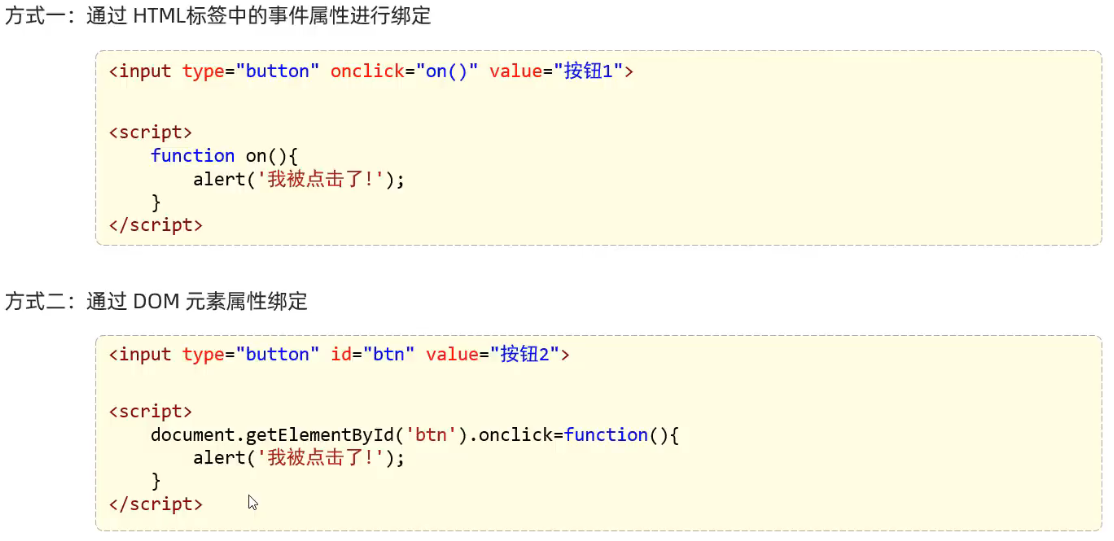 方式一：通过 HTML标签中的事件属性进行绑定
<input type="button" onclick="on()" value="按钮1">
<script>
    function on(){
        alert('我被点击了!');
    }
</script>
方式二：通过 DOM 元素属性绑定
<input type="button" id="btn" value="按钮2">
<script>
    document.getElementById('btn').onclick=function(){
        alert('我被点击了!');
    }
</script>